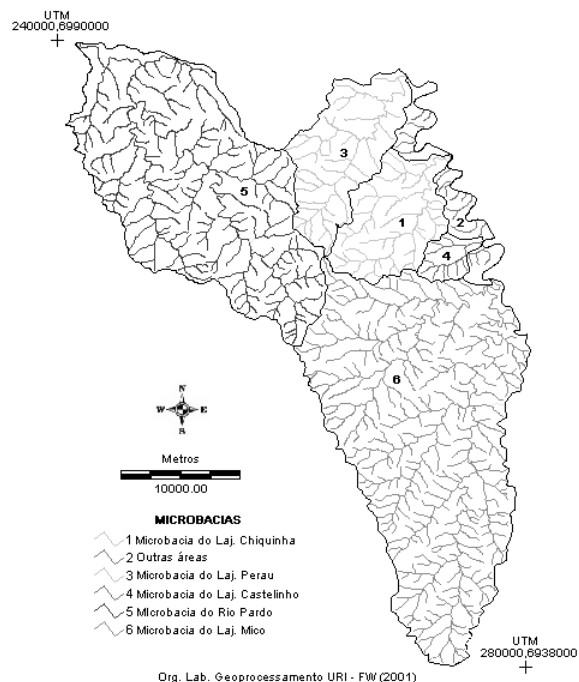 UTM
240000,6990000
3
5
1
2
4
6
N
W E
S
Metros
10000.00
MICROBACIAS
1 Microbacia do Laj. Chiquinha
2 Outras áreas
3 Microbacia do Laj. Perau
4 Microbacia do Laj. Castelinho
5 MIcrobacia do Rio Pardo
6 Microbacia do Laj. Mico
UTM
280000,6938000
Org. Lab. Geoprocessamento URI - FW (2001)